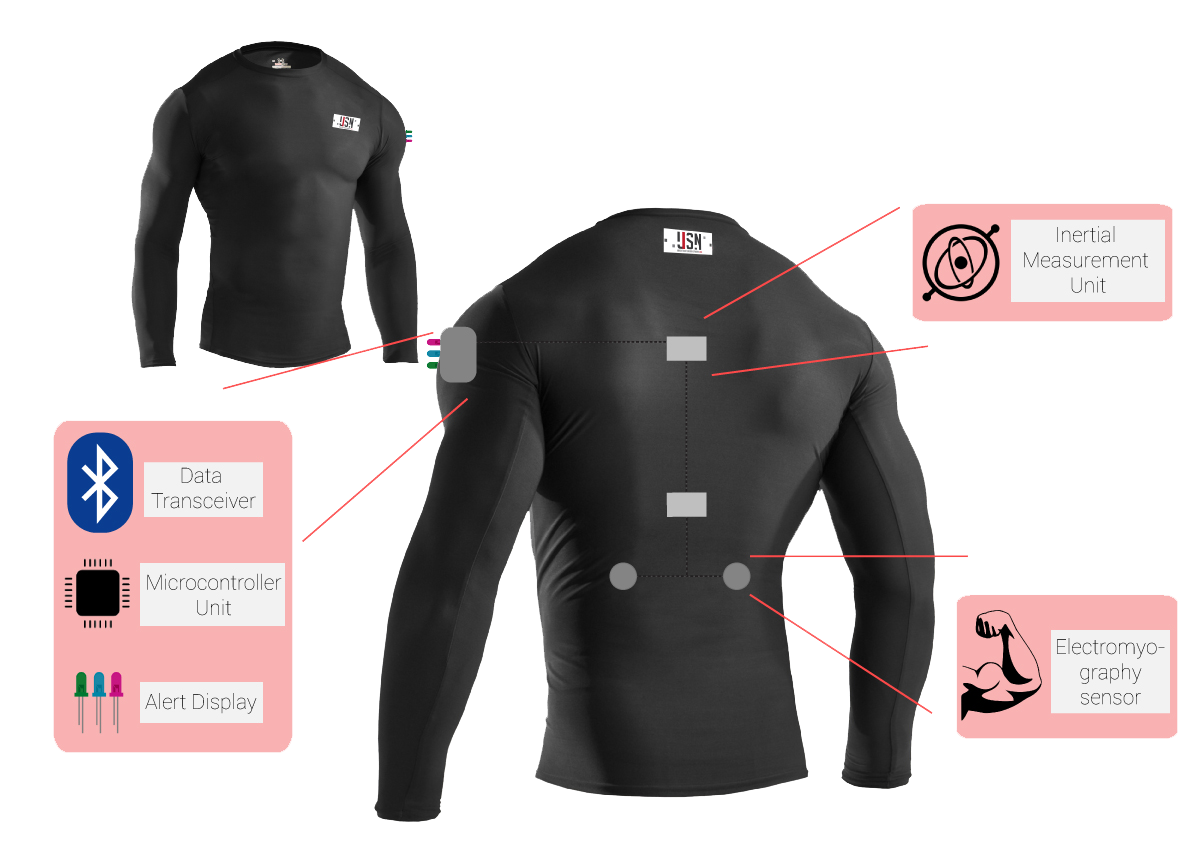 USN
USN
Inertial
Measurement
Unit
Data
Transceiver
Microcontroller
Unit
Alert Display
Electromyo-
graphy
sensor